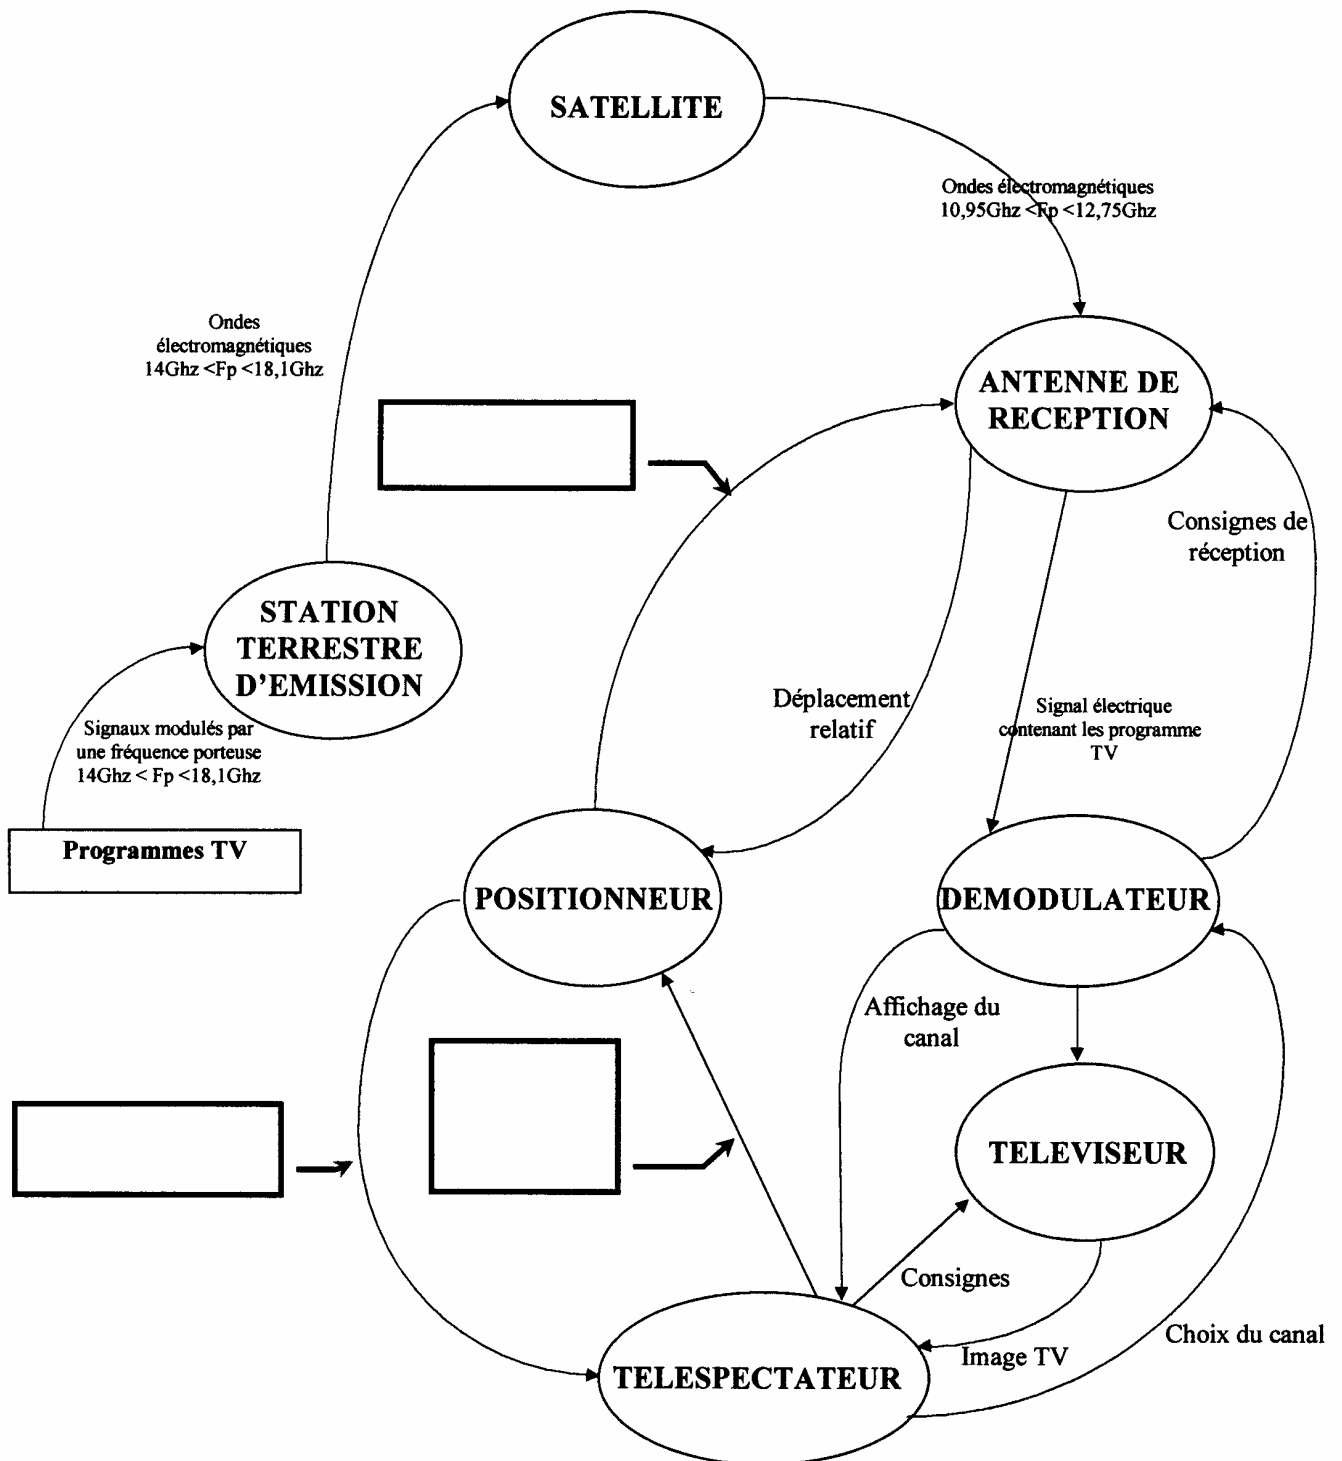 SATELLITE
Ondes électromagnétiques
10,95Ghz <Fp <12,75Ghz
Ondes
électromagnétiques
14Ghz <Fp <18,1Ghz
ANTENNE DE
RECEPTION
Consignes de
réception
STATION
TERRESTRE
D'EMISSION
Signaux modulés par
une fréquence porteuse
14Ghz < Fp <18,1Ghz
Déplacement
relatif
Signal électrique
contenant les programme
TV
Programmes TV
POSITIONNEUR
DEMODULATEUR
Affichage du
canal
TELEVISEUR
Consignes
Choix du canal
Image TV
TELESPECTATEUR